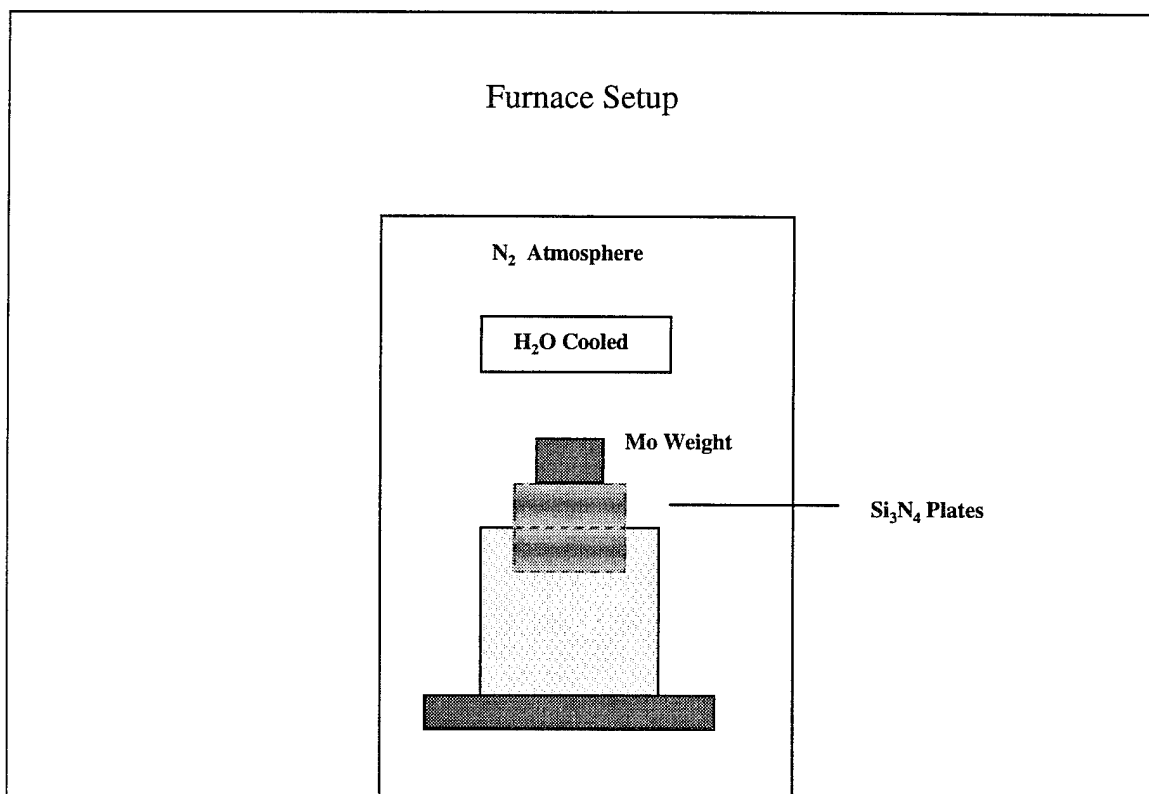 Furnace Setup
N₂ Atmosphere
H₂O Cooled
Mo Weight
Si₃N₄ Plates